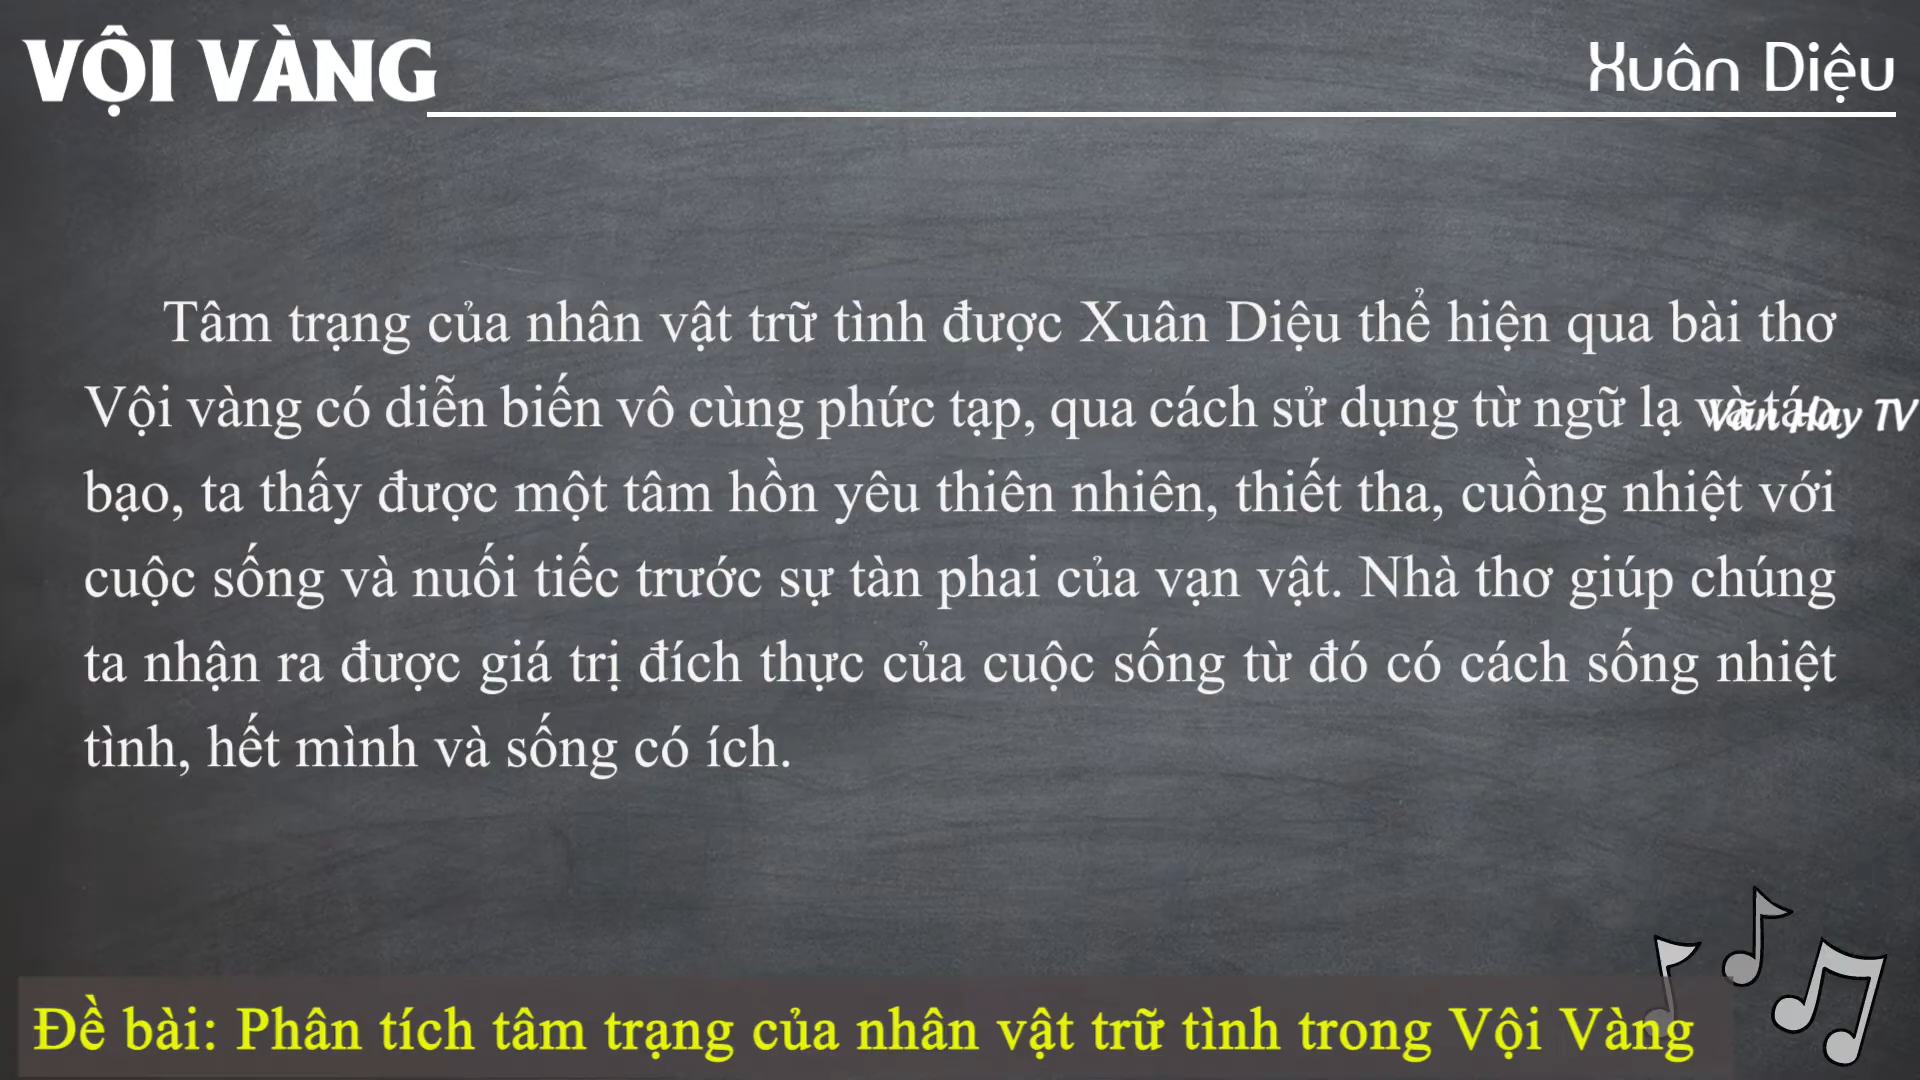 VỘI VÀNG
Xuân Diệu
Tâm trạng của nhân vật trữ tình được Xuân Diệu thể hiện qua bài thơ
Vội vàng có diễn biến vô cùng phức tạp, qua cách sử dụng từ ngữ lạ và táo
Văn Hay TV
bạo, ta thấy được một tâm hồn yêu thiên nhiên, thiết tha, cuồng nhiệt với
cuộc sống và nuối tiếc trước sự tàn phai của vạn vật. Nhà thơ giúp chúng
ta nhận ra được giá trị đích thực của cuộc sống từ đó có cách sống nhiệt
tình, hết mình và sống có ích.
Đề bài: Phân tích tâm trạng của nhân vật trữ tình trong Vội Vàng